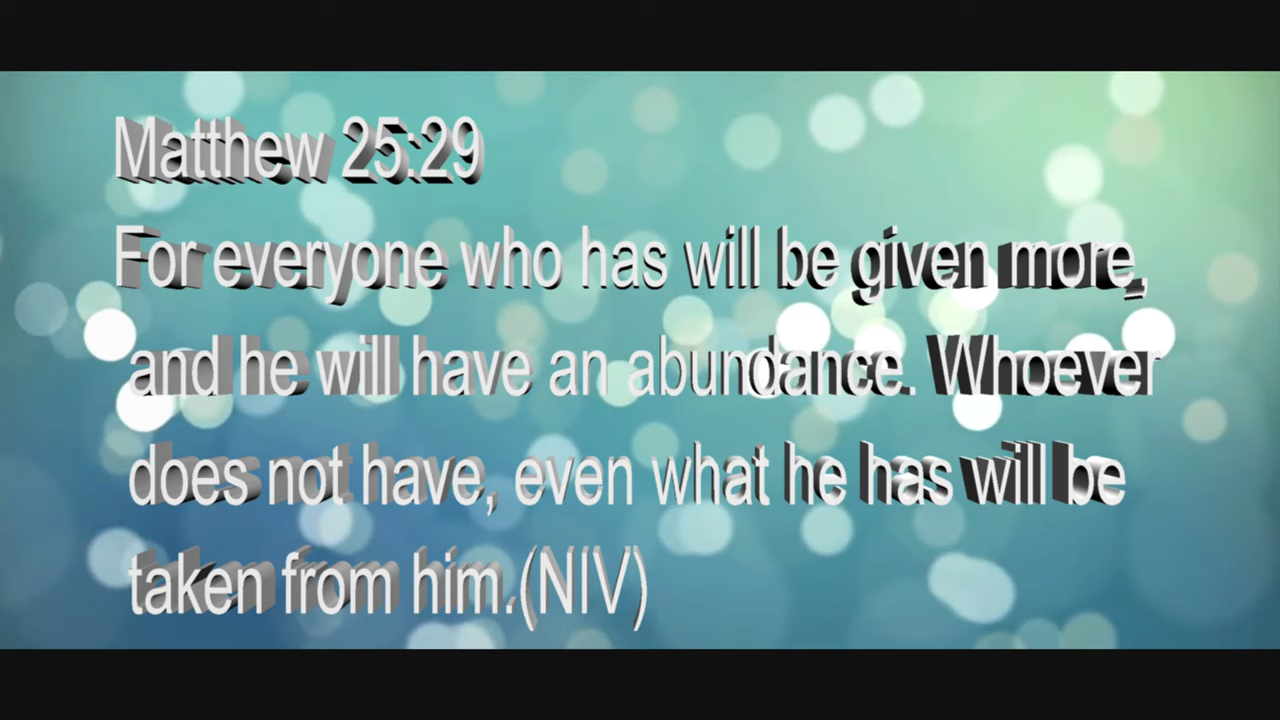 Matthew 25:29
For everyone who has will be given more,
and he will have an abundance. Whoever
does not have, even what he has will be
taken from him.(NIV)